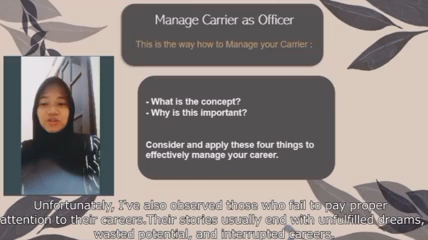 Manage Carrier as Officer
This is the way how to Manage your Carrier :
- What is the concept?
- Why is this important?
Consider and apply these four things to
effectively manage your career.
Unfortunately, I've also observed those who fail to pay proper
attention to their careers.Their stories usually end with unfulfilled dreams,
wasted potential, and interrupted careers.